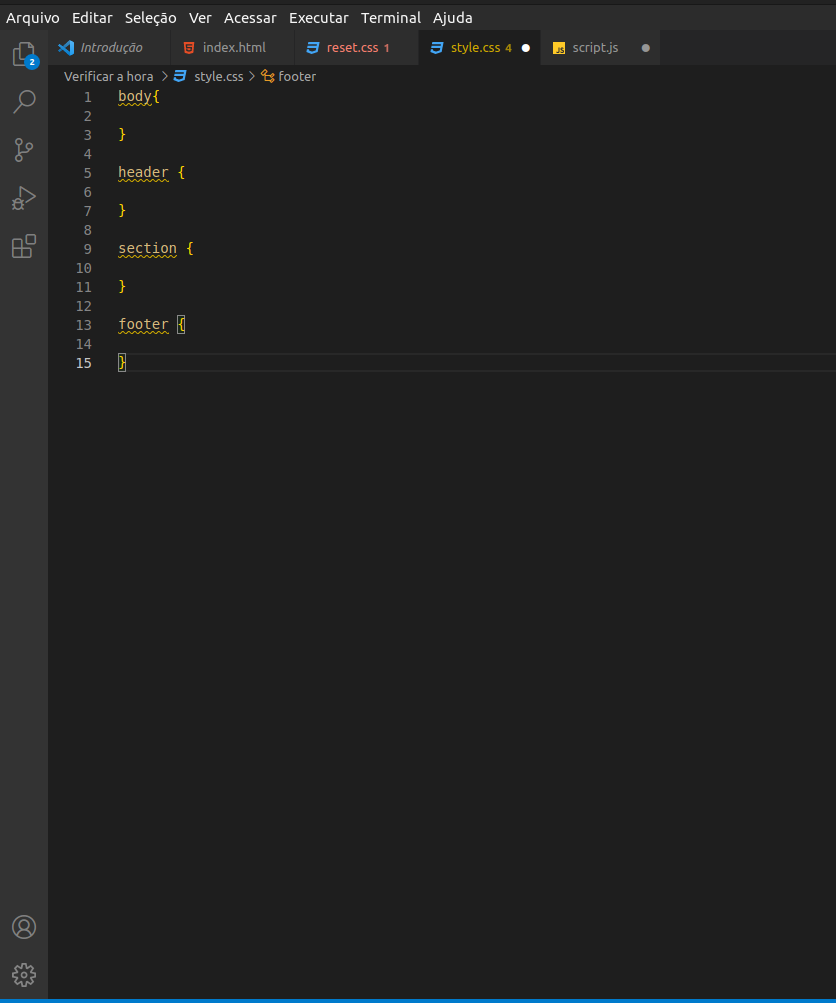 Arquivo Editar Seleção Ver Acessar Executar Terminal Ajuda
Introdução index.html reset.css 1 style.css 4 JS script.js
2
Verificar a hora > style.css > footer
1 body{
2
3 }
4
5 header {
6
7 }
8
9 section {
10
11 }
12
13 footer {
14
15 }